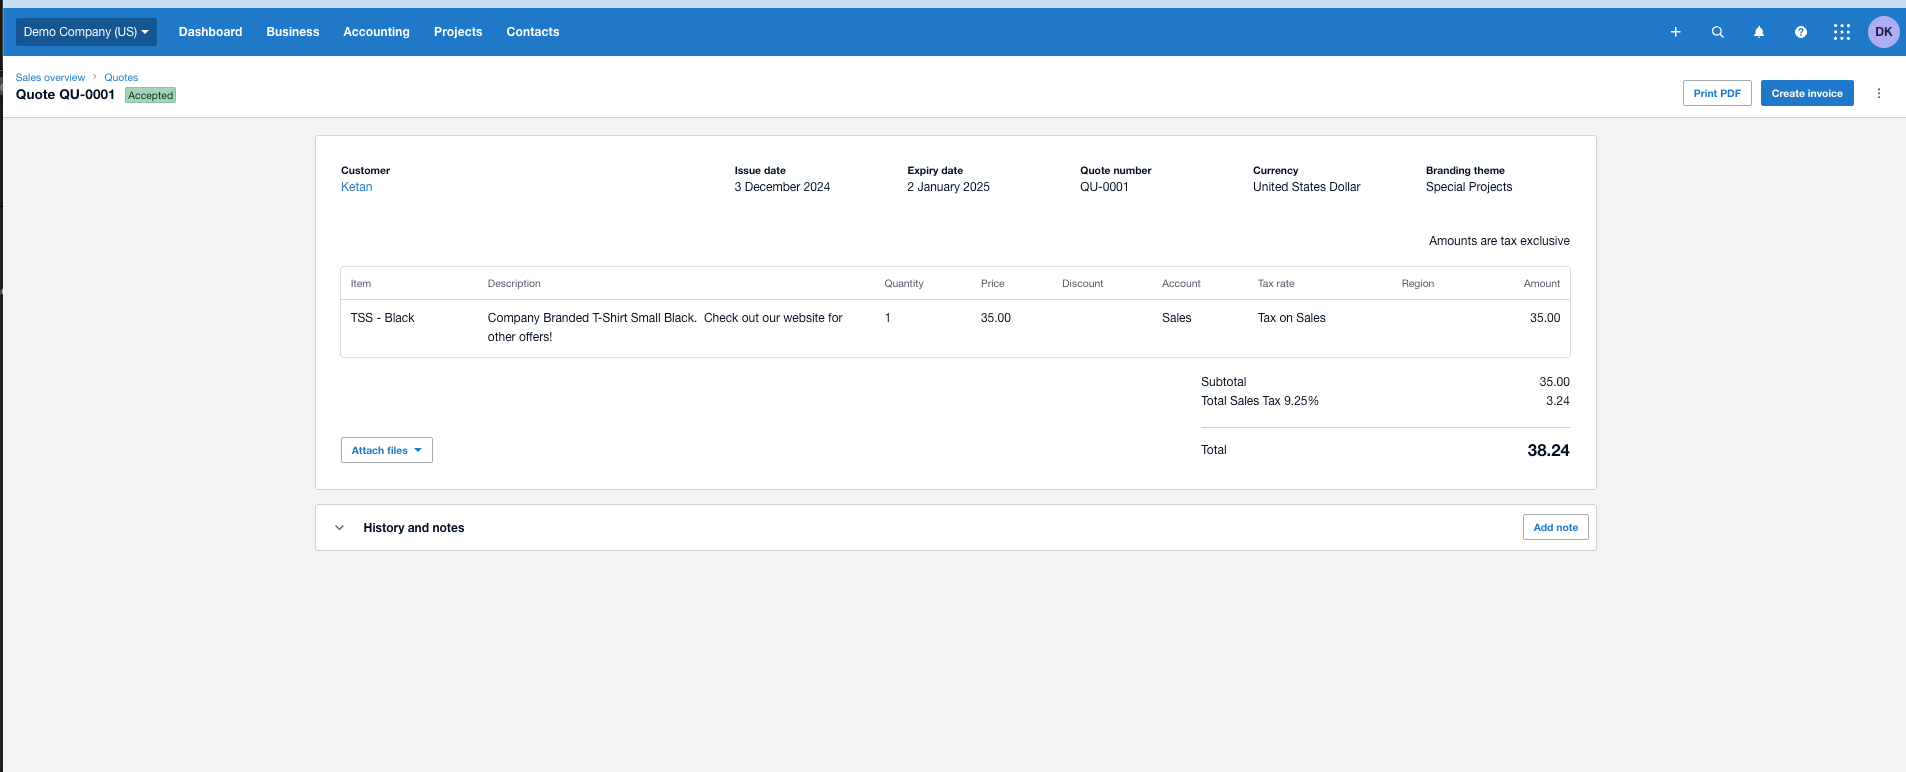 Demo Company (US) Dashboard Business Accounting Projects Contacts DK
Sales overview Quotes
Quote QU-0001 Accepted
Print PDF Create invoice
Customer Issue date Expiry date Quote number Currency Branding theme
Ketan 3 December 2024 2 January 2025 QU-0001 United States Dollar Special Projects
Amounts are tax exclusive
Item Description Quantity Price Discount Account Tax rate Region Amount
TSS - Black Company Branded T-Shirt Small Black. Check out our website for 1 35.00 Sales Tax on Sales 35.00
other offers!
Subtotal 35.00
Total Sales Tax 9.25% 3.24
Attach files Total 38.24
History and notes Add note